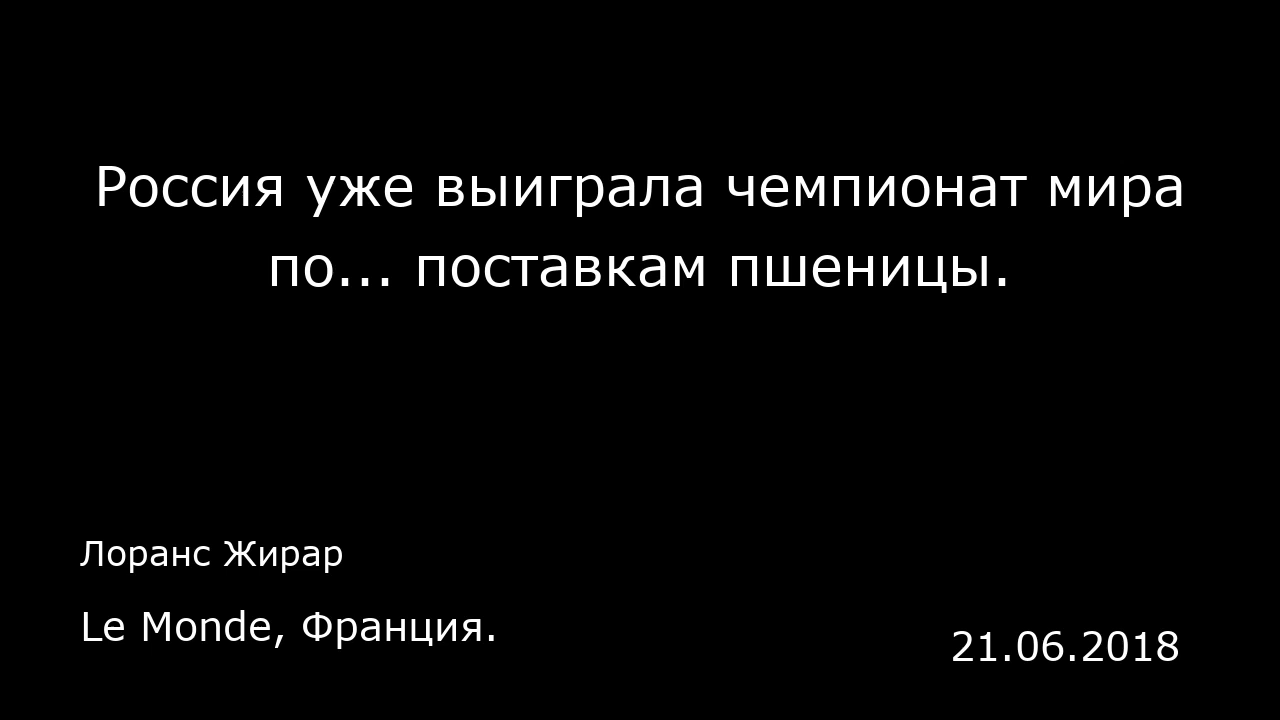 Россия уже выиграла чемпионат мира
по... поставкам пшеницы.
Лоранс Жирар
Le Monde, Франция.
21.06.2018